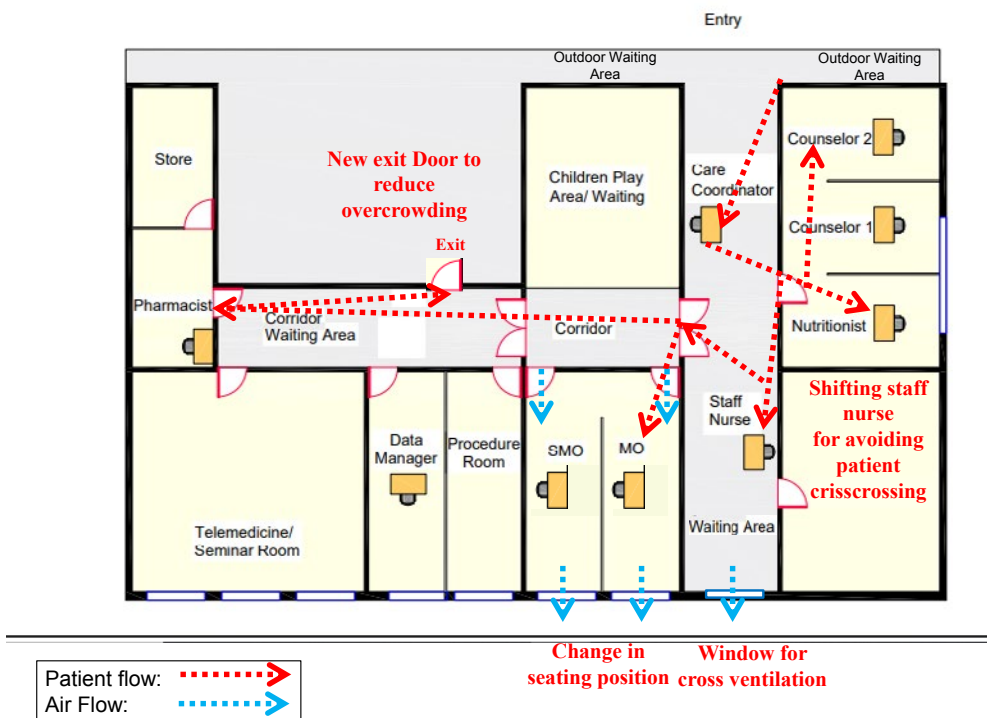 Entry
Outdoor Waiting
Area
Outdoor Waiting
Area
Store
New exit Door to
reduce
overcrowding
Exit
Children Play
Area/ Waiting
Care
Coordinator
Counselor 2
Counselor 1
Nutritionist
Pharmacist
Corridor
Waiting Area
Corridor
Shifting staff
nurse
for avoiding
patient
crisscrossing
Staff
Nurse
Data
Manager
Procedure
Room
SMO
MO
Telemedicine/
Seminar Room
Waiting Area
Change in
seating position
Window for
cross ventilation
Patient flow:
Air Flow: